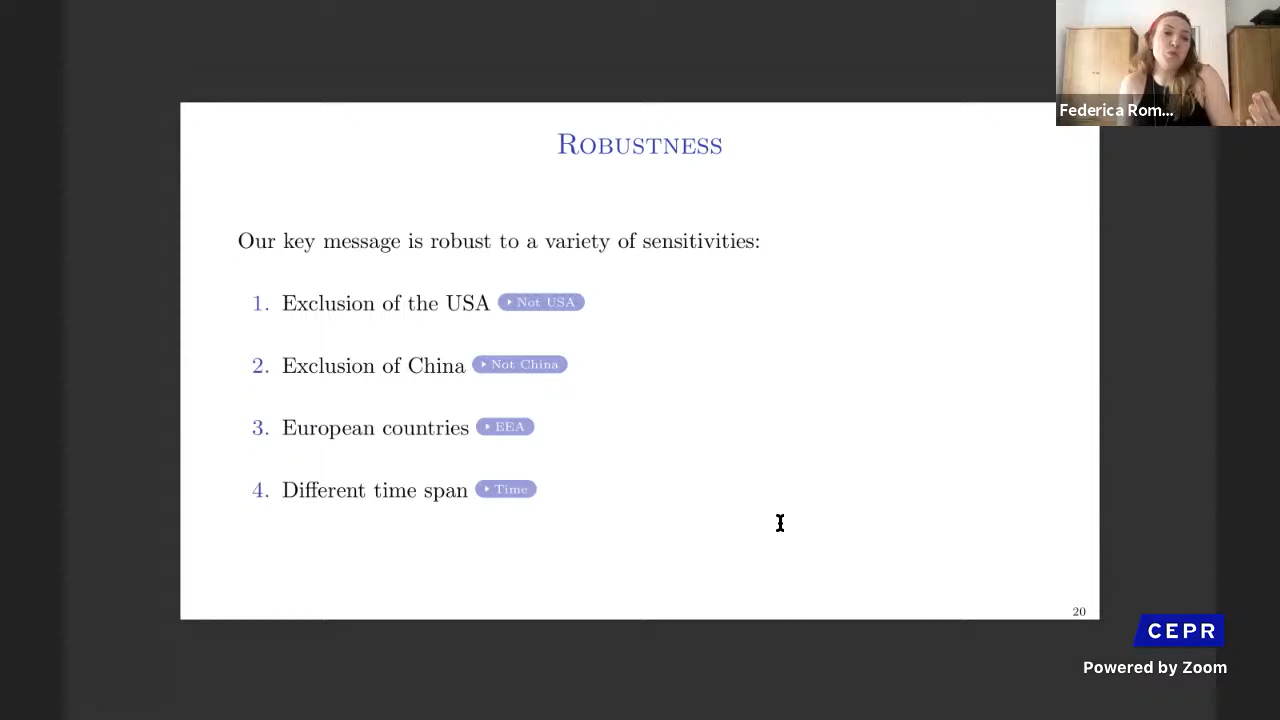 Federica Rom...
ROBUSTNESS
Our key message is robust to a variety of sensitivities:
1. Exclusion of the USA Not USA
2. Exclusion of China Not China
3. European countries EEA
4. Different time span Time
20
CEPR
Powered by Zoom